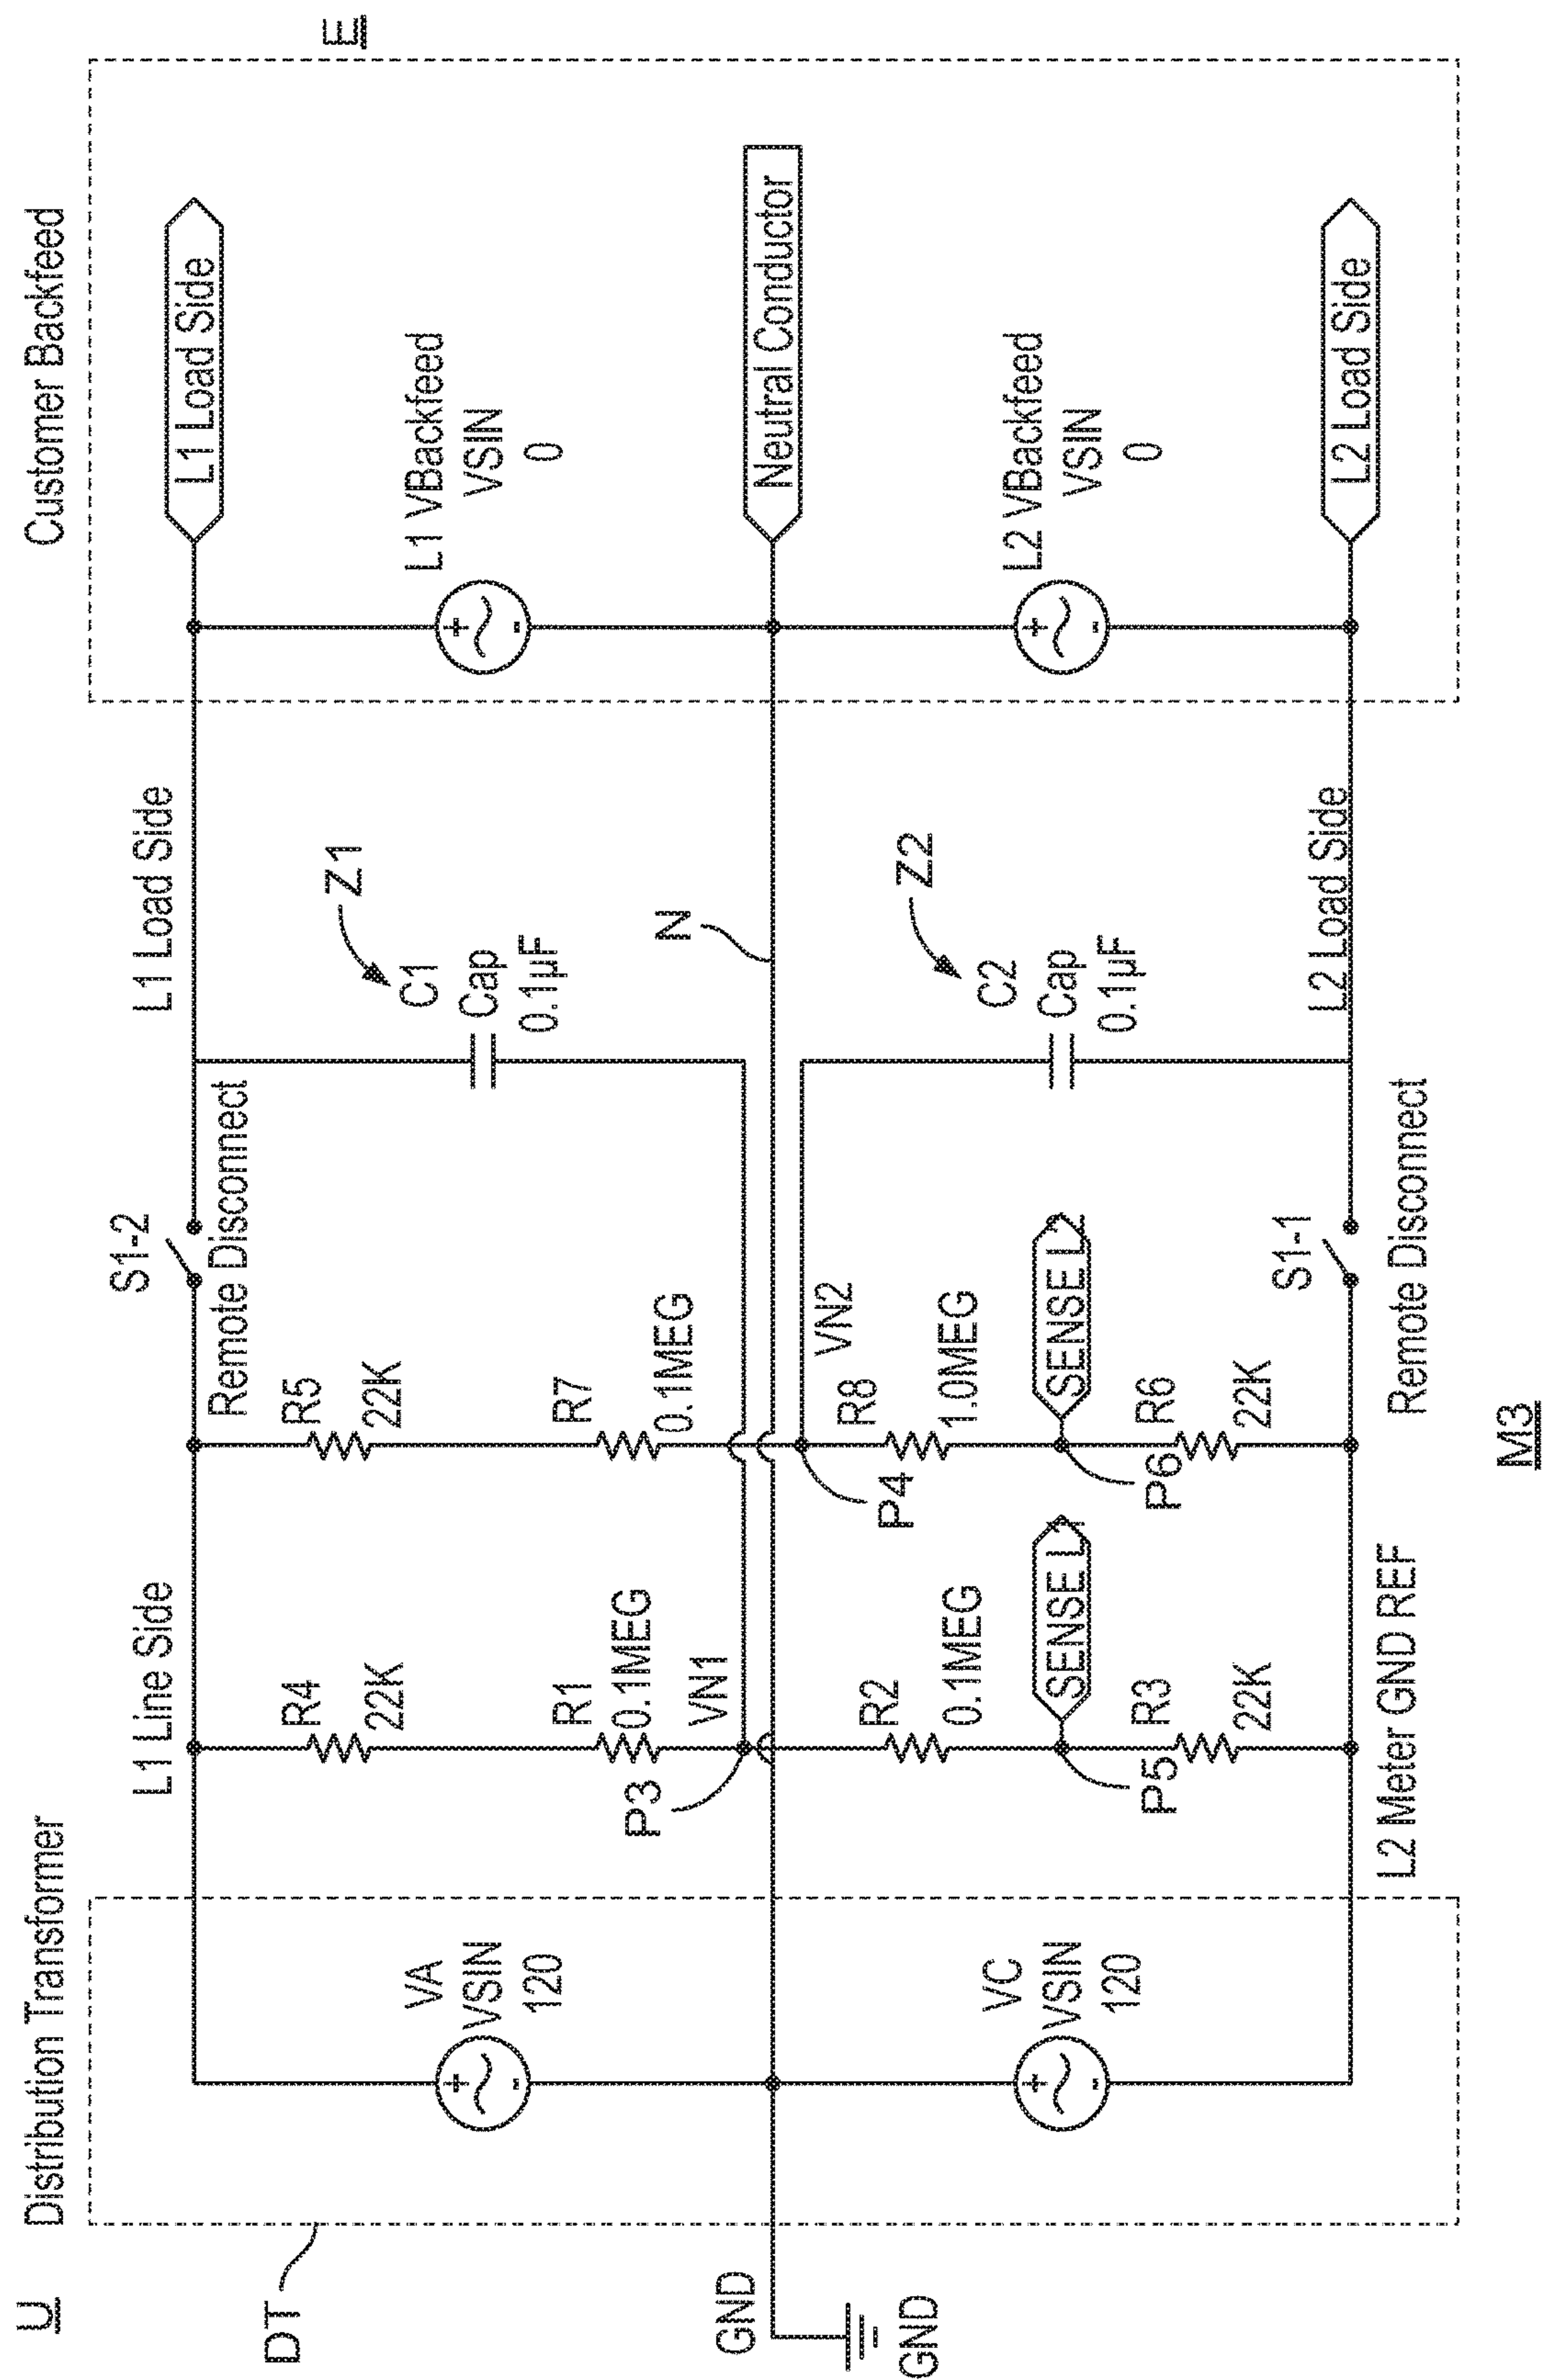 U
Distribution Transformer
Customer Backfeed
E
DT
L1 Line Side
S1-2
Remote Disconnect
L1 Load Side
L1 Load Side
VA
VSIN
120
R4
22K
R5
22K
Z1
C1
Cap
0.1µF
L1 VBackfeed
VSIN
0
R1
0.1MEG
R7
0.1MEG
P3
VN1
N
GND
GND
Neutral Conductor
VN2
P4
VC
VSIN
120
R2
0.1MEG
R8
1.0MEG
Z2
C2
Cap
0.1µF
L2 VBackfeed
VSIN
0
SENSE L1
SENSE L2
P5
P6
R3
22K
R6
22K
S1-1
L2 Load Side
L2 Load Side
L2 Meter GND REF
Remote Disconnect
M3